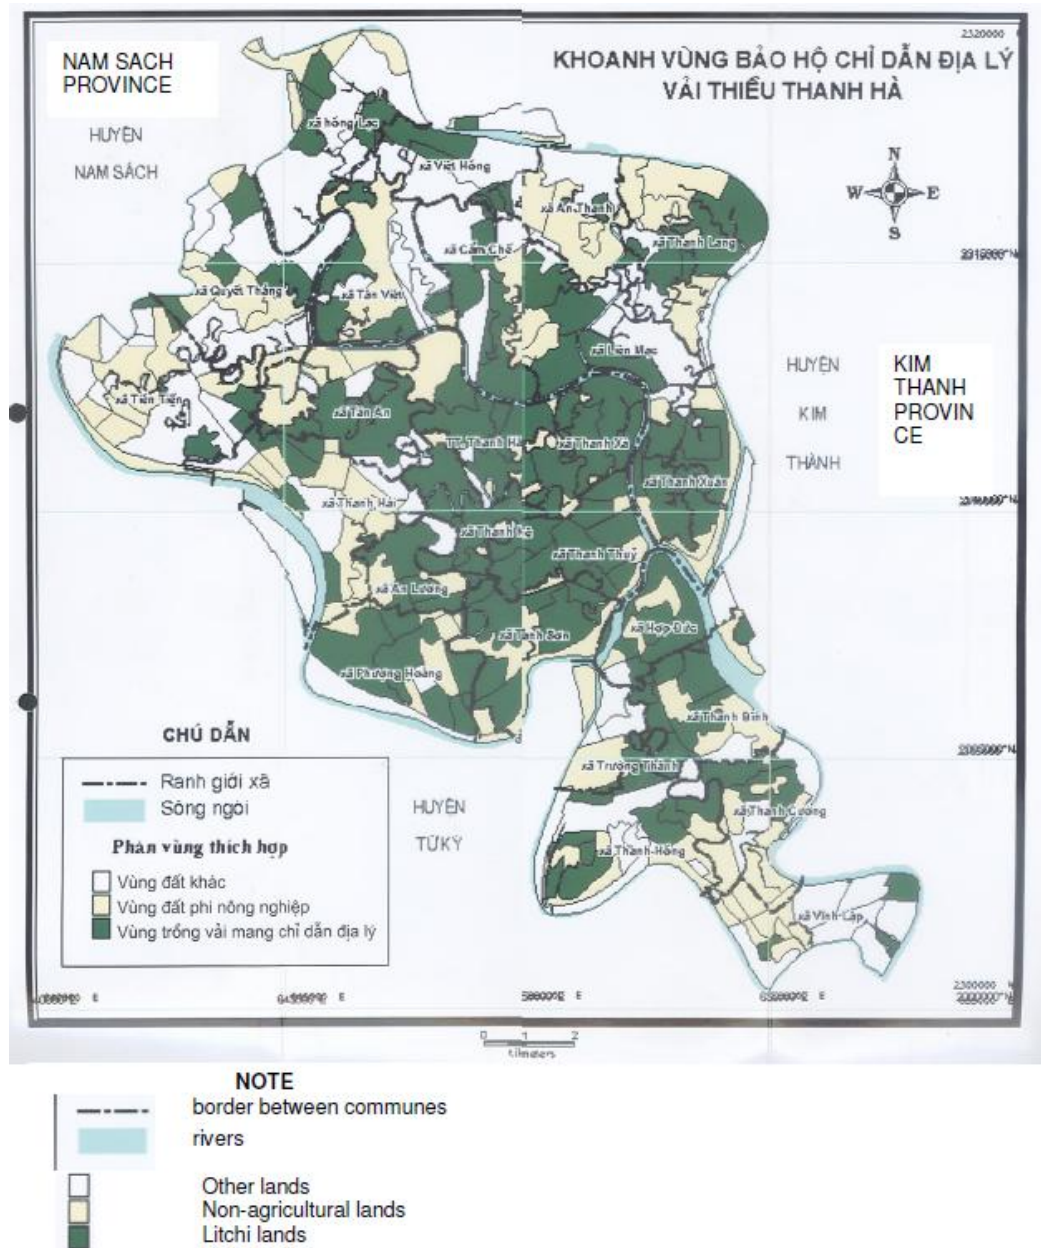 2320000
NAM SACH
PROVINCE
KHOANH VÙNG BẢO HỘ CHỈ DẪN ĐỊA LÝ
VẢI THIỀU THANH HÀ
HUYỆN
NAM SÁCH
N
W E
S
xã Hồng Lạc
xã Việt Hồng
xã An Thanh
xã Thanh Lang
xã Cẩm Chế
xã Quyết Thắng
xã Tân Việt
xã Liên Mạc
HUYỆN
KIM
THÀNH
KIM
THANH
PROVIN
CE
xã Tiền Tiến
xã Tân An
TT. Thanh H
xã Thanh Xá
xã Thanh Xuân
xã Thanh Hải
xã Thanh
xã Thanh Thuỷ
xã An Lương
xã Hợp Đức
xã Thanh Sơn
xã Phượng Hoàng
xã Thanh Bính
xã Trường Thành
xã Thanh Cường
xã Thanh Hồng
xã Vĩnh Lập
HUYỆN
TỨ KỲ
CHÚ DẪN
Ranh giới xã
Sông ngòi
Phân vùng thích hợp
Vùng đất khác
Vùng đất phi nông nghiệp
Vùng trồng vải mang chỉ dẫn địa lý
2300000 N
E
E
E
E
0 1 2
kilmeters
NOTE
border between communes
rivers
Other lands
Non-agricultural lands
Litchi lands